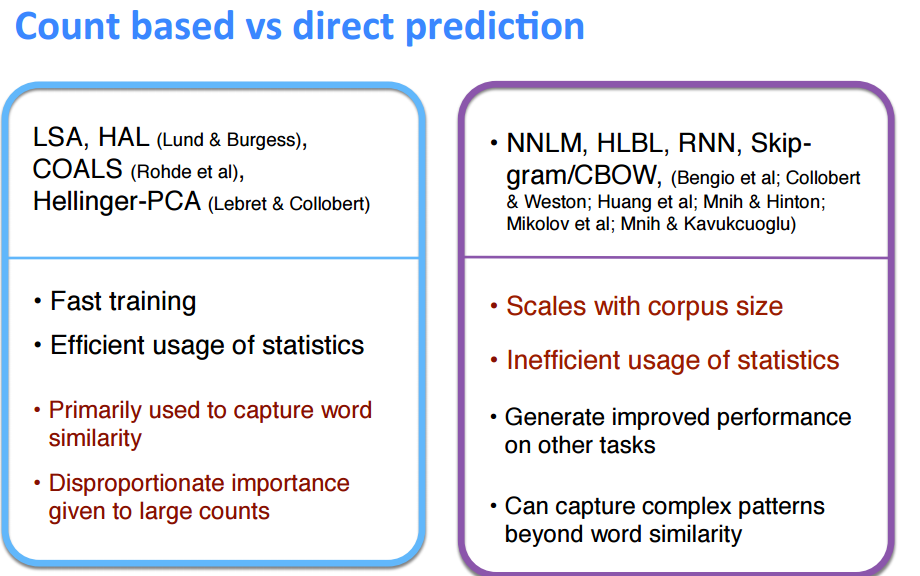 Count based vs direct prediction
LSA, HAL (Lund & Burgess),
COALS (Rohde et al),
Hellinger-PCA (Lebret & Collobert)
• Fast training
• Efficient usage of statistics
• Primarily used to capture word
similarity
• Disproportionate importance
given to large counts
• NNLM, HLBL, RNN, Skip-
gram/CBOW, (Bengio et al; Collobert
& Weston; Huang et al; Mnih & Hinton;
Mikolov et al; Mnih & Kavukcuoglu)
• Scales with corpus size
• Inefficient usage of statistics
• Generate improved performance
on other tasks
• Can capture complex patterns
beyond word similarity